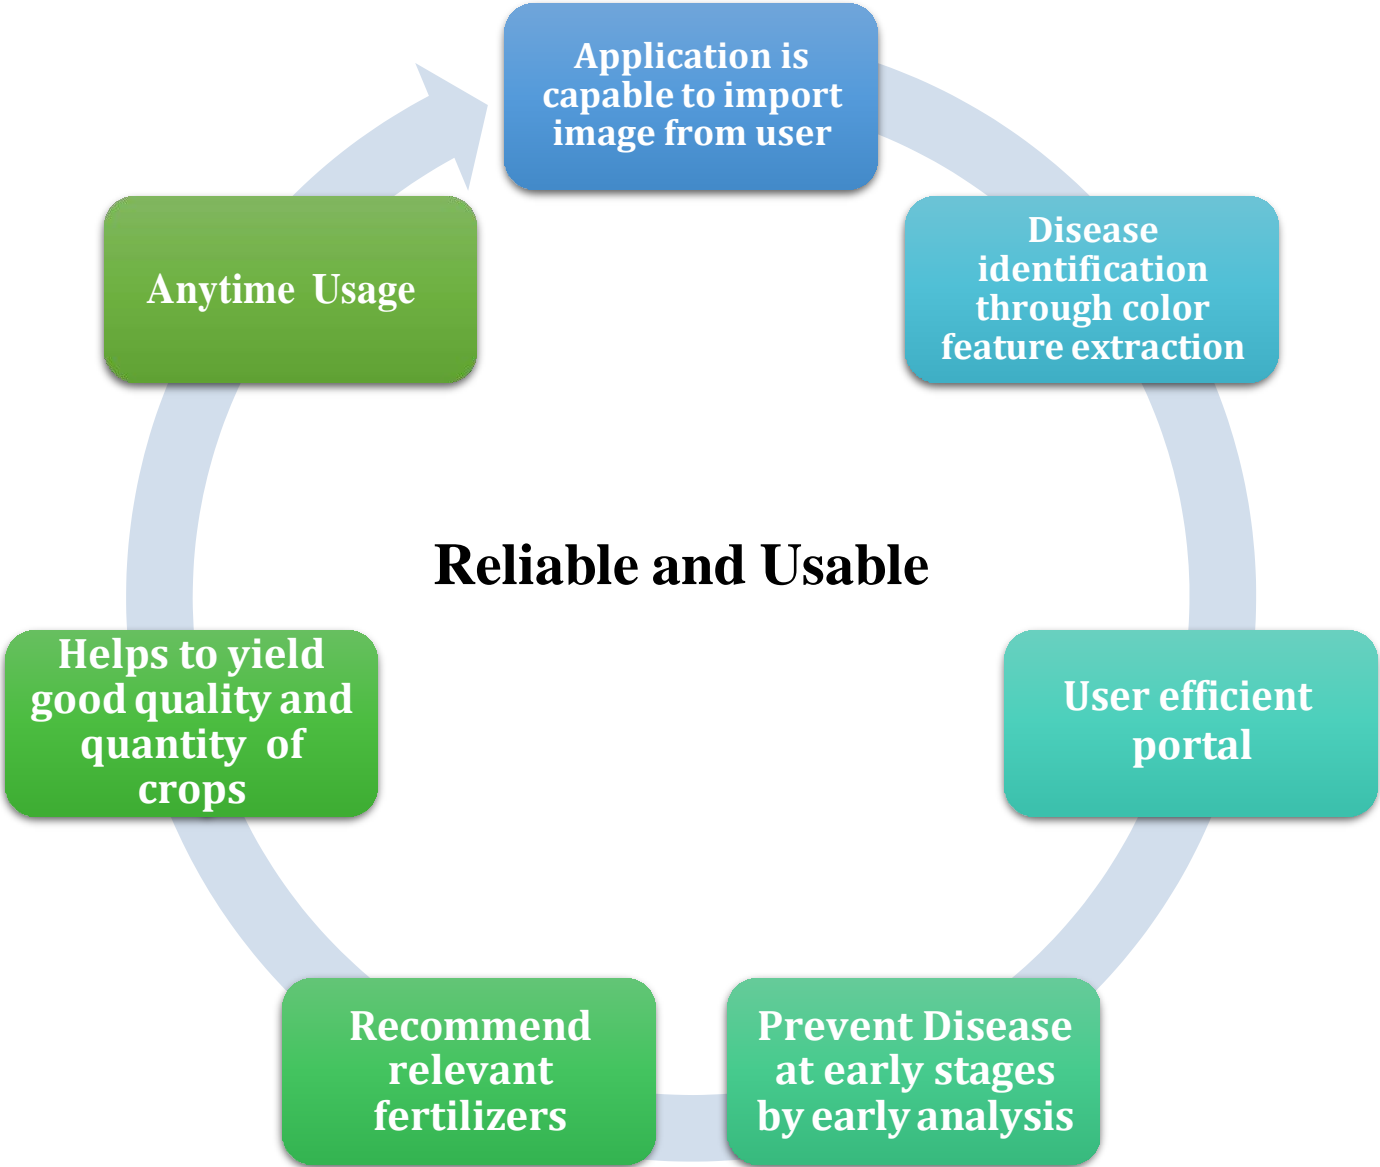 Application is
capable to import
image from user
Disease
identification
through color
feature extraction
User efficient
portal
Prevent Disease
at early stages
by early analysis
Recommend
relevant
fertilizers
Helps to yield
good quality and
quantity  of
crops
Anytime  Usage
Reliable and Usable